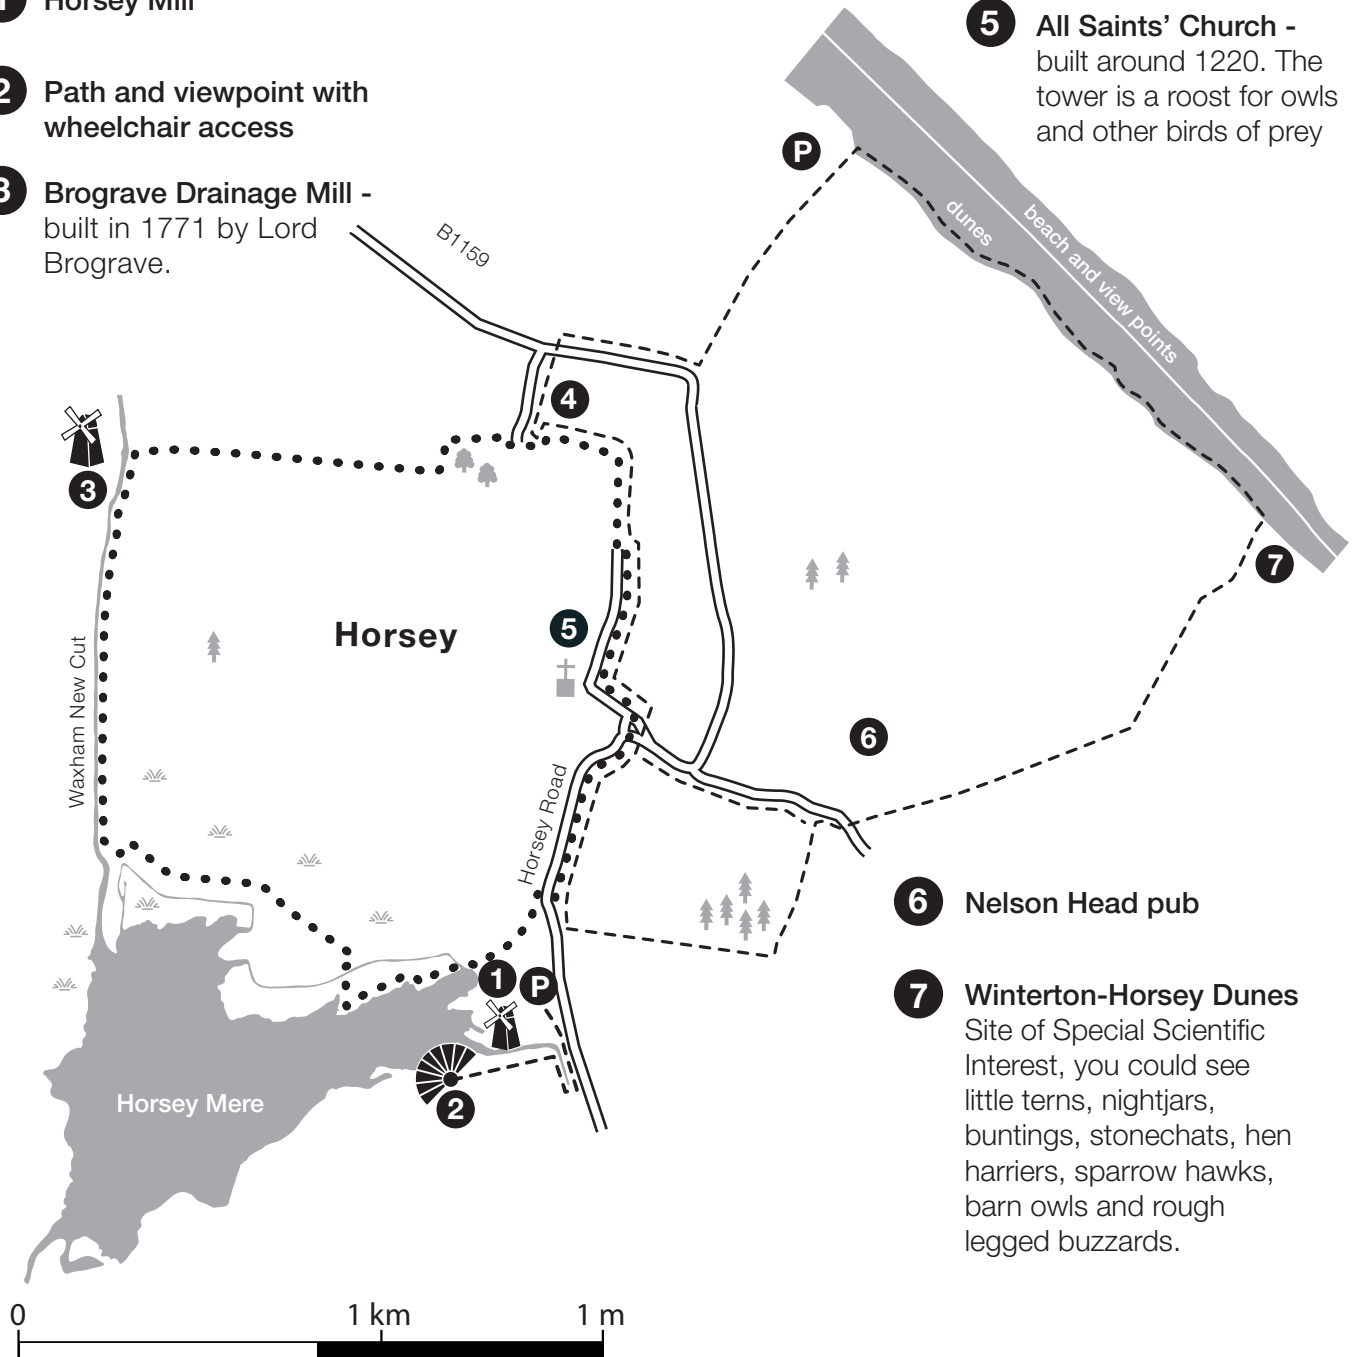 1 Horsey Mill
2 Path and viewpoint with
wheelchair access
3 Brograve Drainage Mill -
built in 1771 by Lord
Brograve.
5 All Saints’ Church -
built around 1220. The
tower is a roost for owls
and other birds of prey
P
B1159
dunes
beach and view points
4
3
7
5
Horsey
Waxham New Cut
6
Horsey Road
1
P
2
Horsey Mere
6 Nelson Head pub
7 Winterton-Horsey Dunes
Site of Special Scientific
Interest, you could see
little terns, nightjars,
buntings, stonechats, hen
harriers, sparrow hawks,
barn owls and rough
legged buzzards.
0 1 km 1 m